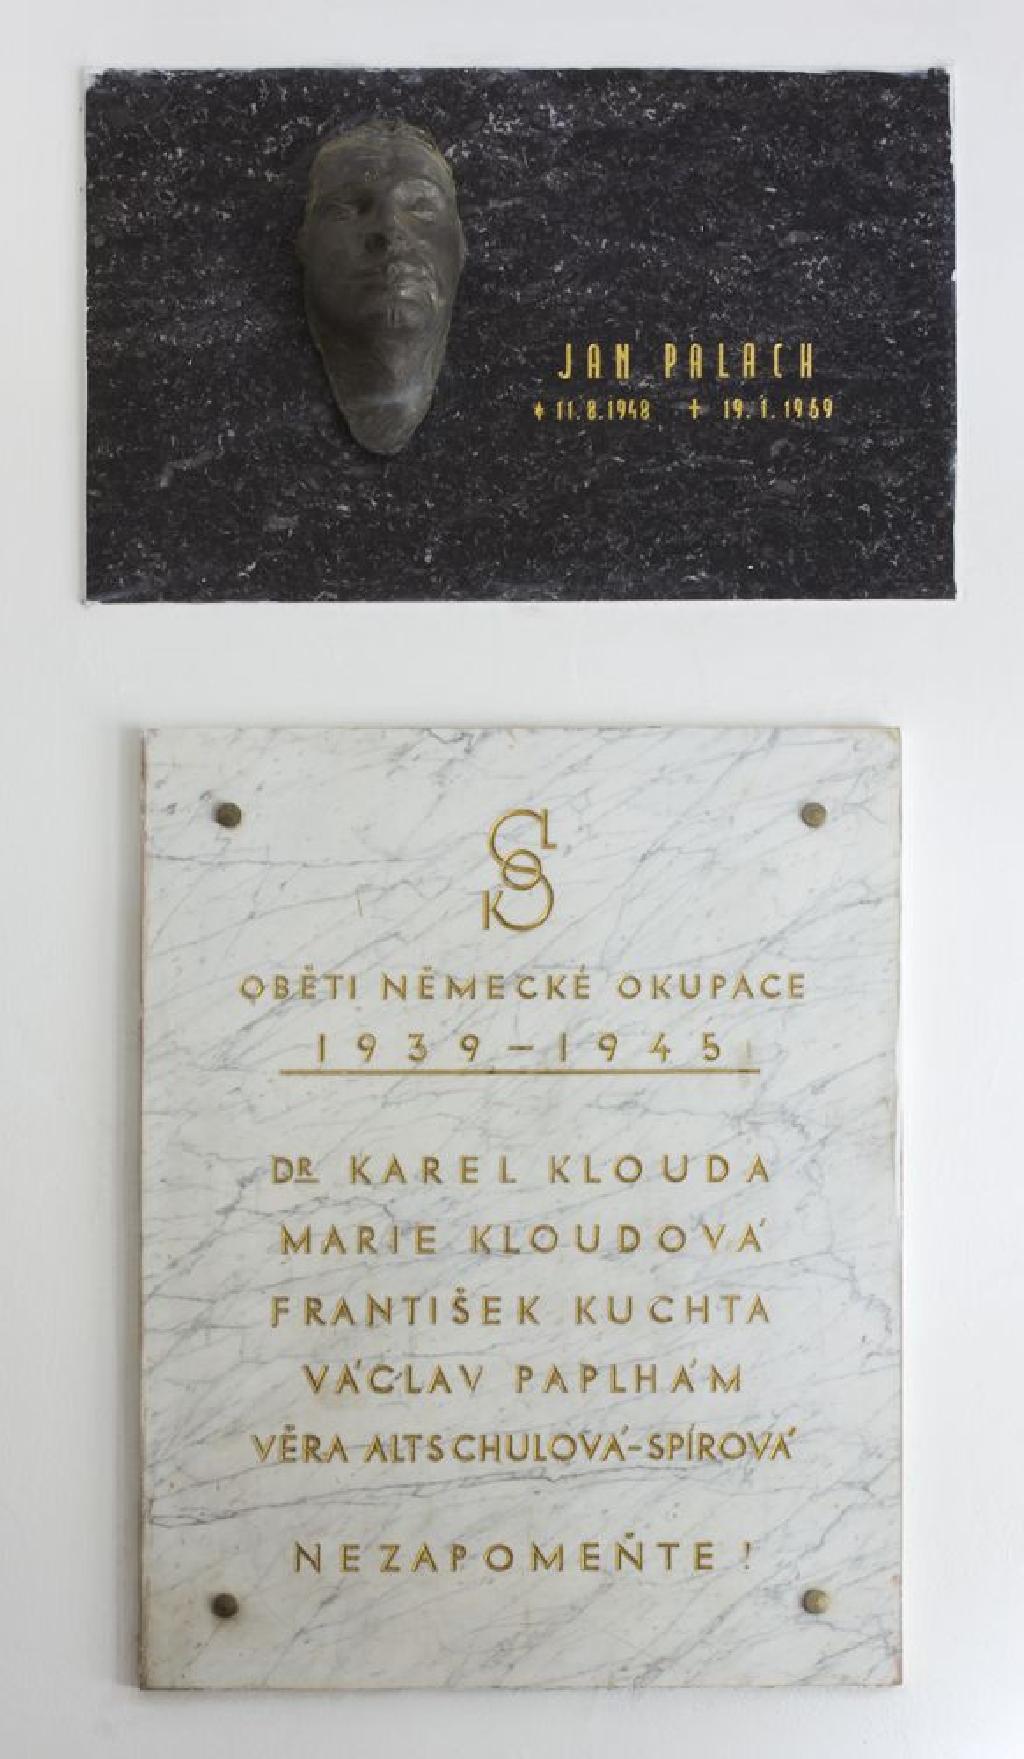 JAN PALACH
* 11.8.1948 + 19.1.1969
SLOK
OBĚTI NĚMECKÉ OKUPACE
1939–1945
DR KAREL KLOUDA
MARIE KLOUDOVÁ
FRANTIŠEK KUCHTA
VÁCLAV PAPLHÁM
VĚRA ALTSCHULOVÁ-SPÍROVÁ
NEZAPOMEŇTE !